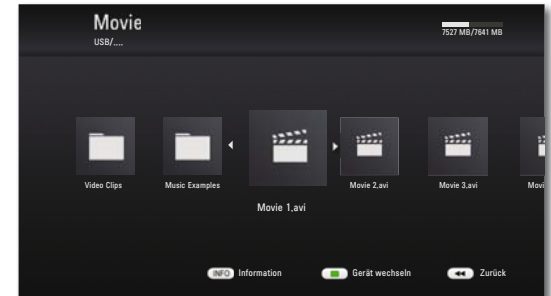 Movie
USB/....
7527 MB/7641 MB
Video Clips
Music Examples
Movie 1.avi
Movie 2.avi
Movie 3.avi
Movi
INFO Information
Gerät wechseln
Zurück